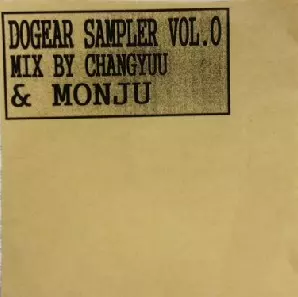 DOGEAR SAMPLER VOL.0
MIX BY CHANGYUU
& MONJU